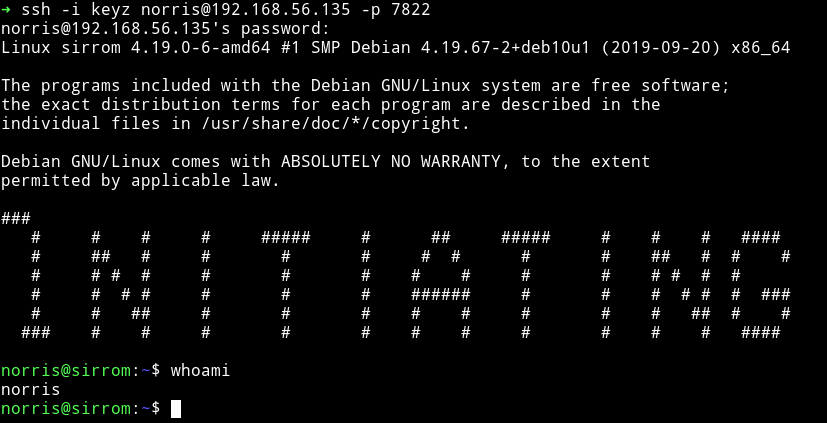 ➜ ssh -i keyz norris@192.168.56.135 -p 7822
norris@192.168.56.135's password:
Linux sirrom 4.19.0-6-amd64 #1 SMP Debian 4.19.67-2+deb10u1 (2019-09-20) x86_64
The programs included with the Debian GNU/Linux system are free software;
the exact distribution terms for each program are described in the
individual files in /usr/share/doc/*/copyright.
Debian GNU/Linux comes with ABSOLUTELY NO WARRANTY, to the extent
permitted by applicable law.
###
   #     #    #     #     #####     #      ##     #####     #    #    #   ####
   #     ##   #     #       #       #     #  #      #       #    ##   #  #    #
   #     # #  #     #       #       #    #    #     #       #    # #  #  #
   #     #  # #     #       #       #    ######     #       #    #  # #  #  ###
   #     #   ##     #       #       #    #    #     #       #    #   ##  #    #
  ###    #    #     #       #       #    #    #     #       #    #    #   ####
norris@sirrom:~$ whoami
norris
norris@sirrom:~$